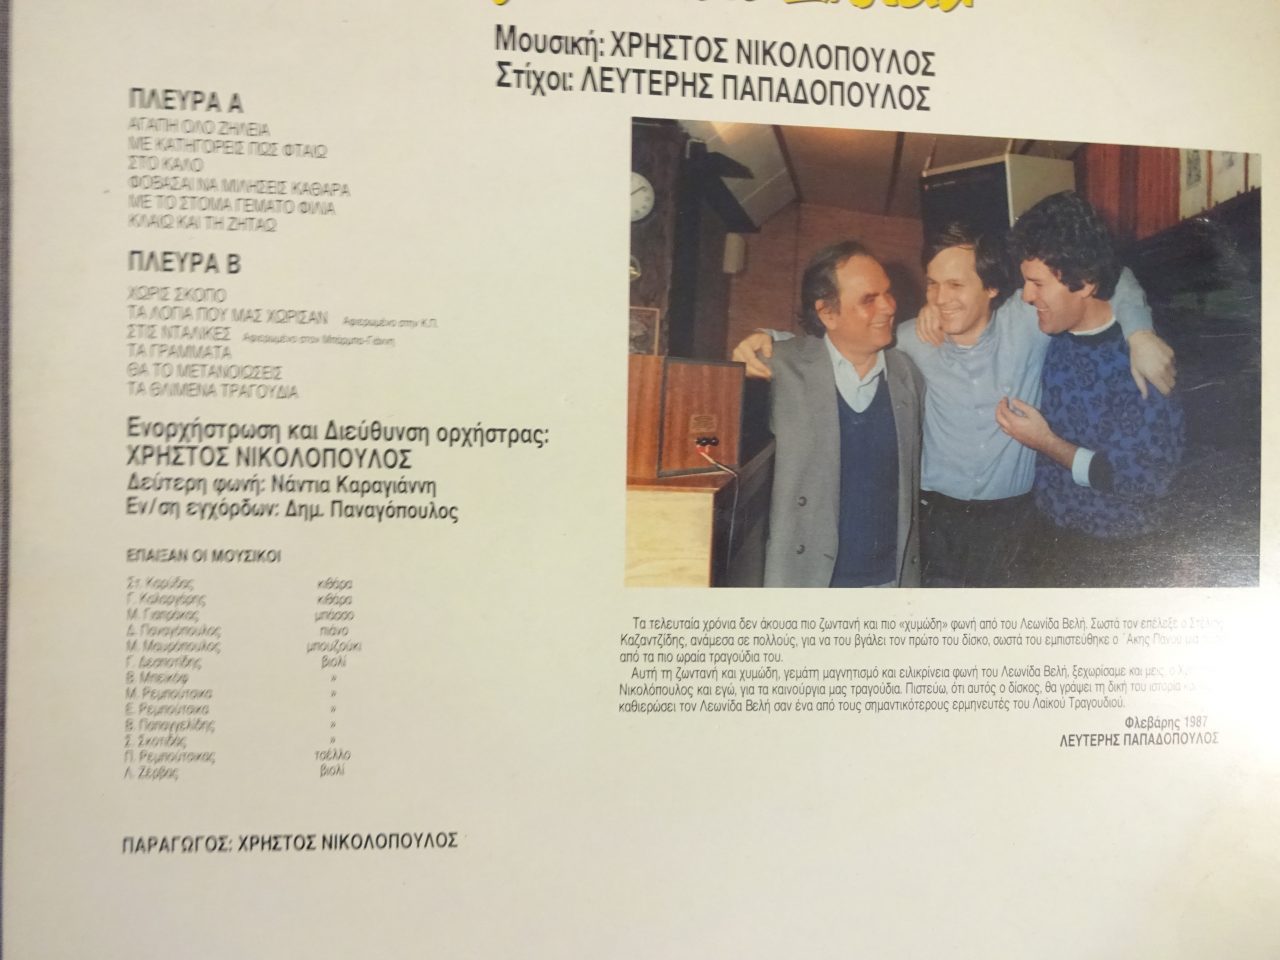 Μουσική: ΧΡΗΣΤΟΣ ΝΙΚΟΛΟΠΟΥΛΟΣ
Στίχοι: ΛΕΥΤΕΡΗΣ ΠΑΠΑΔΟΠΟΥΛΟΣ
ΠΛΕΥΡΑ Α
ΑΓΑΠΗ ΟΛΟ ΖΗΛΕΙΑ
ΜΕ ΚΑΤΗΓΟΡΕΙΣ ΠΩΣ ΦΤΑΙΩ
ΣΤΟ ΚΑΛΟ
ΦΟΒΑΣΑΙ ΝΑ ΜΙΛΗΣΕΙΣ ΚΑΘΑΡΑ
ΜΕ ΤΟ ΣΤΟΜΑ ΓΕΜΑΤΟ ΦΙΛΙΑ
ΚΛΑΙΩ ΚΑΙ ΤΗ ΖΗΤΑΩ
ΠΛΕΥΡΑ Β
ΧΩΡΙΣ ΣΚΟΠΟ
ΤΑ ΛΟΓΙΑ ΠΟΥ ΜΑΣ ΧΩΡΙΣΑΝ Αφιερωμένο στην Κ.Π.
ΣΤΙΣ ΝΤΑΛΙΚΕΣ Αφιερωμένο στον Μπάρμπα-Γιάννη
ΤΑ ΓΡΑΜΜΑΤΑ
ΘΑ ΤΟ ΜΕΤΑΝΟΙΩΣΕΙΣ
ΤΑ ΘΛΙΜΕΝΑ ΤΡΑΓΟΥΔΙΑ
Ενορχήστρωση και Διεύθυνση ορχήστρας:
ΧΡΗΣΤΟΣ ΝΙΚΟΛΟΠΟΥΛΟΣ
Δεύτερη φωνή: Νάντια Καραγιάννη
Εν/ση εγχόρδων: Δημ. Παναγόπουλος
ΕΠΑΙΞΑΝ ΟΙ ΜΟΥΣΙΚΟΙ
Στ. Καρύδας κιθάρα
Γ. κιθάρα
Μ. Γιαπράκας μπάσσο
Δ. Παναγόπουλος πιάνο
Μ. Μαυρόπουλος μπουζούκι
Γ. Δεσποτίδης βιολί
Β. Μπεικόφ »
Μ. Ρεμπούτσικα »
Ε. Ρεμπούτσικα »
Β. Παπαγγελίδης »
Σ. Σκοτίδας »
Π. Ρεμπούτσικας τσέλλο
Λ. Ζέρβας βιολί
ΠΑΡΑΓΩΓΟΣ: ΧΡΗΣΤΟΣ ΝΙΚΟΛΟΠΟΥΛΟΣ
Τα τελευταία χρόνια δεν άκουσα πιο ζωντανή και πιο «χυμώδη» φωνή από του Λεωνίδα Βελή. Σωστά τον επέλεξε ο Στέλιος
Καζαντζίδης, ανάμεσα σε πολλούς, για να του βγάλει τον πρώτο του δίσκο, σωστά του εμπιστεύθηκε ο Άκης Πάνου μια
από τα πιο ωραία τραγούδια του.
Αυτή τη ζωντανή και χυμώδη, γεμάτη μαγνητισμό και ειλικρίνεια φωνή του Λεωνίδα Βελή, ξεχωρίσαμε και μεις, ο
Νικολόπουλος και εγώ, για τα καινούργια μας τραγούδια. Πιστεύω, ότι αυτός ο δίσκος, θα γράψει τη δική του ιστορία
καθιερώσει τον Λεωνίδα Βελή σαν ένα από τους σημαντικότερους ερμηνευτές του Λαϊκού Τραγουδιού.
Φλεβάρης 1987
ΛΕΥΤΕΡΗΣ ΠΑΠΑΔΟΠΟΥΛΟΣ